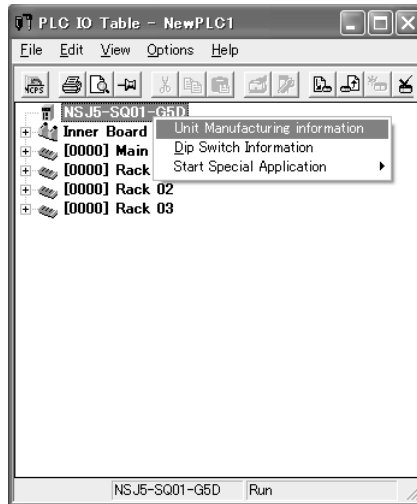 PLC IO Table - NewPLC1
File Edit View Options Help
NSJ5-SQ01-G5D
Inner Board
[0000] Main
[0000] Rack
[0000] Rack 02
[0000] Rack 03
Unit Manufacturing information
Dip Switch Information
Start Special Application
NSJ5-SQ01-G5D Run